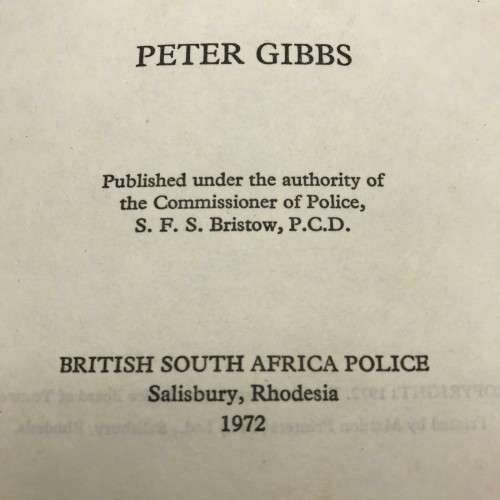 PETER GIBBS
Published under the authority of
the Commissioner of Police,
S. F. S. Bristow, P.C.D.
BRITISH SOUTH AFRICA POLICE
Salisbury, Rhodesia
1972